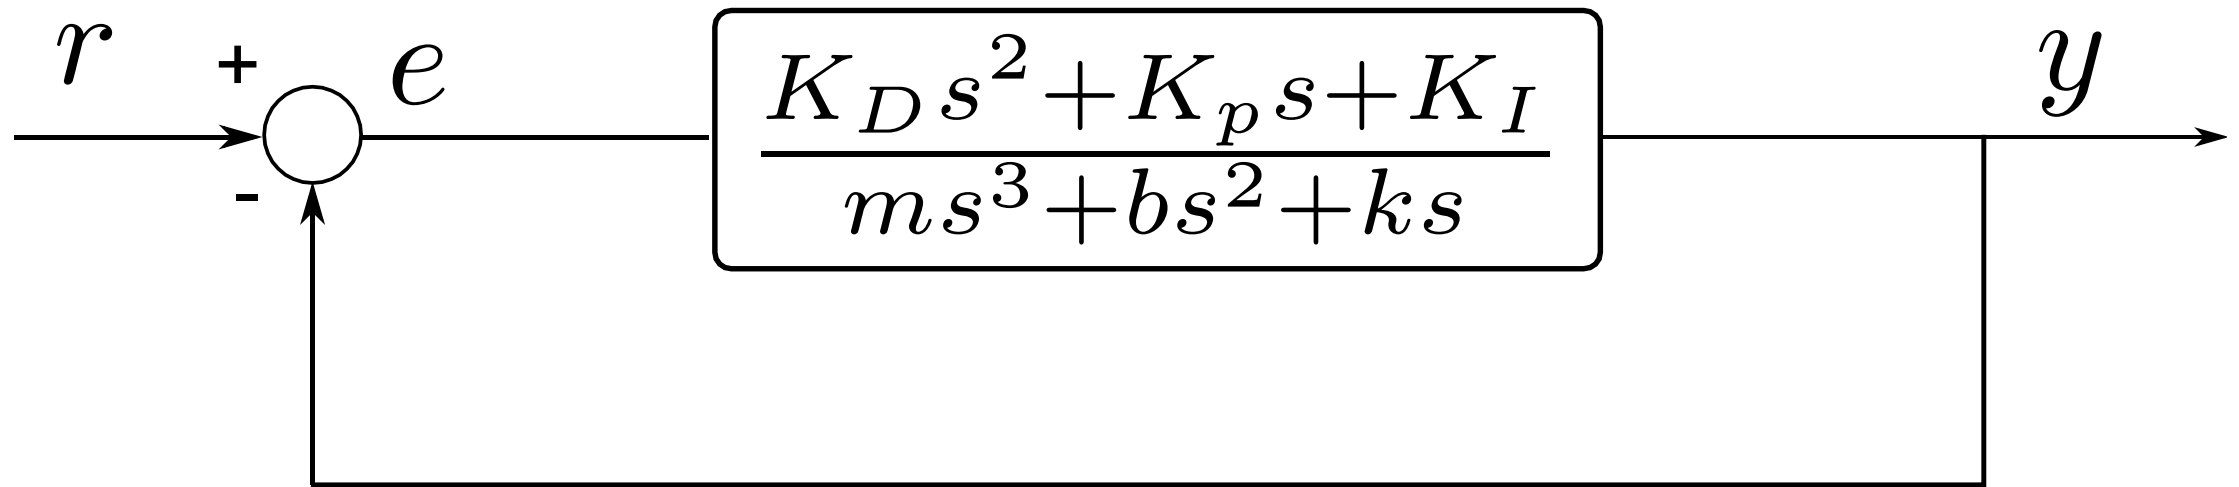 r + e K_D s^2 + K_p s + K_I y
ms^3 + bs^2 + ks
-